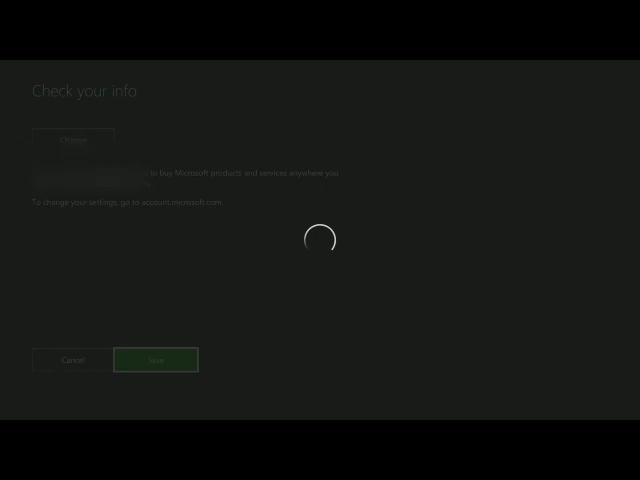 Check your info
Change
to buy Microsoft products and services anywhere you
To change your settings, go to account.microsoft.com.
Cancel
Save